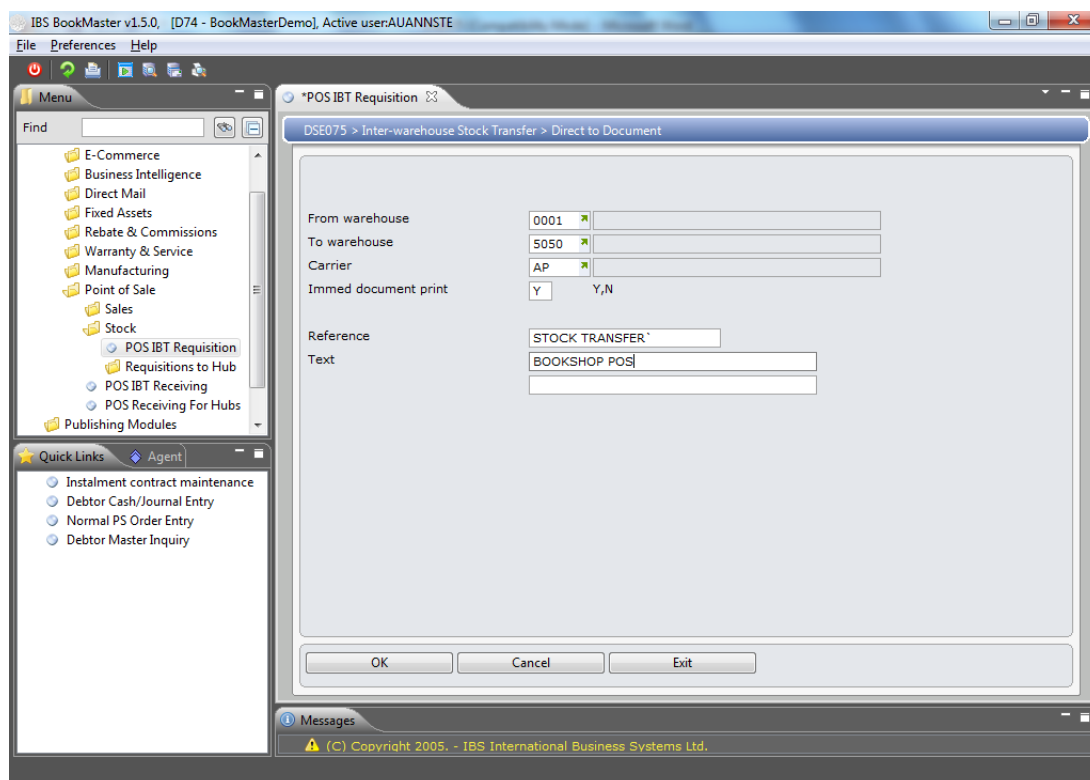 IBS BookMaster v1.5.0, [D74 - BookMasterDemo], Active user:AUANNSTE
File Preferences Help
Menu
*POS IBT Requisition
Find
DSE075 > Inter-warehouse Stock Transfer > Direct to Document
E-Commerce
Business Intelligence
Direct Mail
Fixed Assets
Rebate & Commissions
Warranty & Service
Manufacturing
Point of Sale
Sales
Stock
POS IBT Requisition
Requisitions to Hub
POS IBT Receiving
POS Receiving For Hubs
Publishing Modules
From warehouse 0001
To warehouse 5050
Carrier AP
Immed document print Y Y,N
Reference STOCK TRANSFER`
Text BOOKSHOP POS
Quick Links Agent
Instalment contract maintenance
Debtor Cash/Journal Entry
Normal PS Order Entry
Debtor Master Inquiry
OK Cancel Exit
Messages
(C) Copyright 2005. - IBS International Business Systems Ltd.